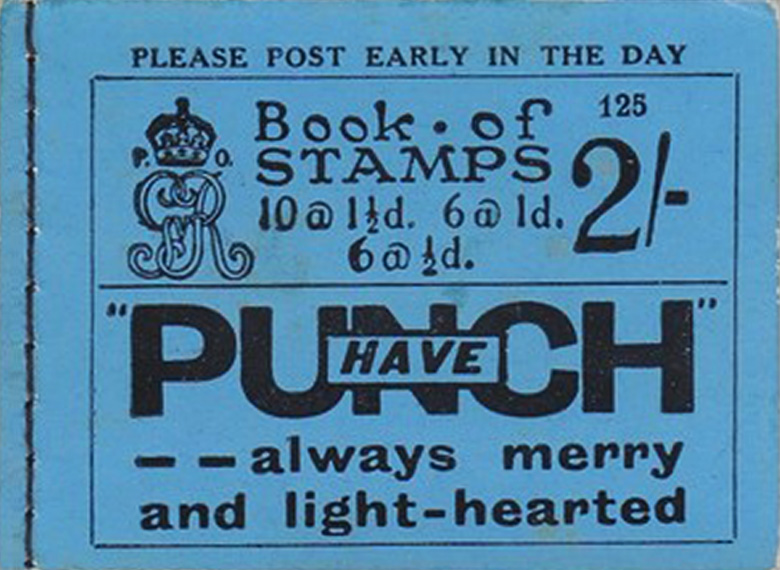 PLEASE POST EARLY IN THE DAY
125
P. O.
GR
Book·of
STAMPS
2/-
10@1½d. 6@1d.
6@½d.
"PUNCH"
HAVE
——always merry
and light-hearted